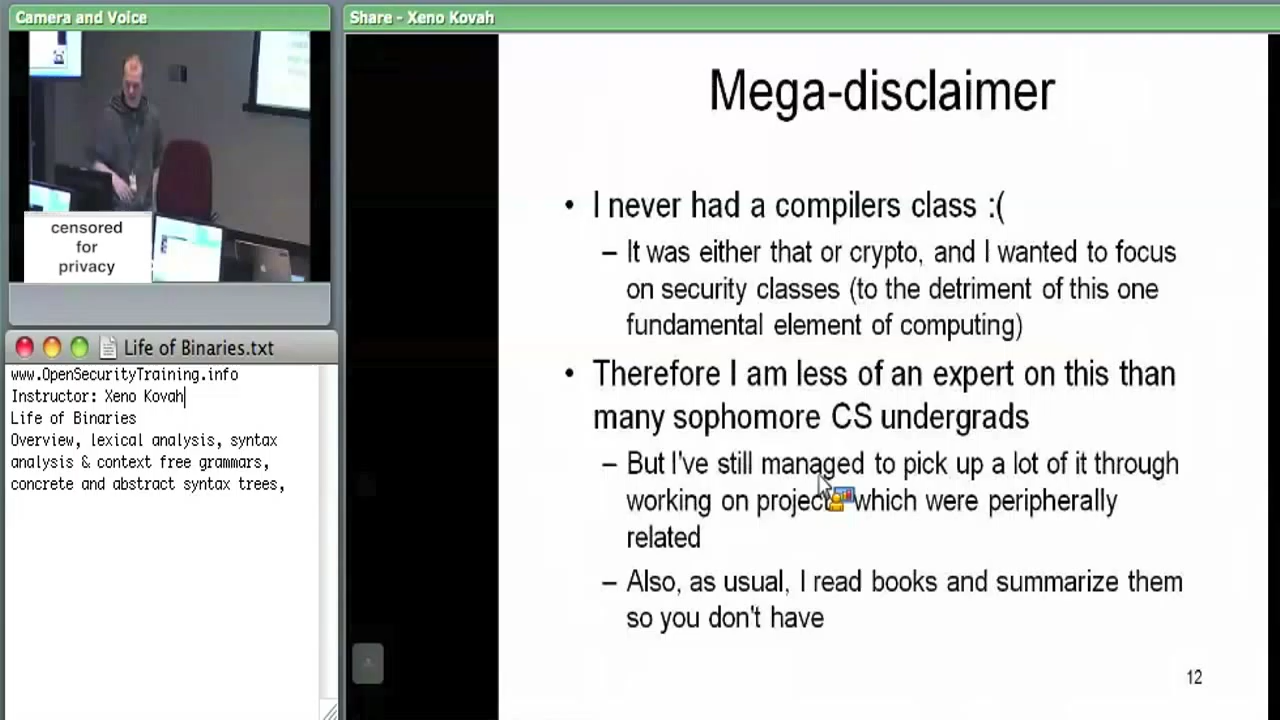 Camera and Voice
Share - Xeno Kovah
censored
for
privacy
Life of Binaries.txt
www.OpenSecurityTraining.info
Instructor: Xeno Kovah
Life of Binaries
Overview, lexical analysis, syntax
analysis & context free grammars,
concrete and abstract syntax trees,
Mega-disclaimer
• I never had a compilers class :(
– It was either that or crypto, and I wanted to focus
on security classes (to the detriment of this one
fundamental element of computing)
• Therefore I am less of an expert on this than
many sophomore CS undergrads
– But I've still managed to pick up a lot of it through
working on project which were peripherally
related
– Also, as usual, I read books and summarize them
so you don't have
12